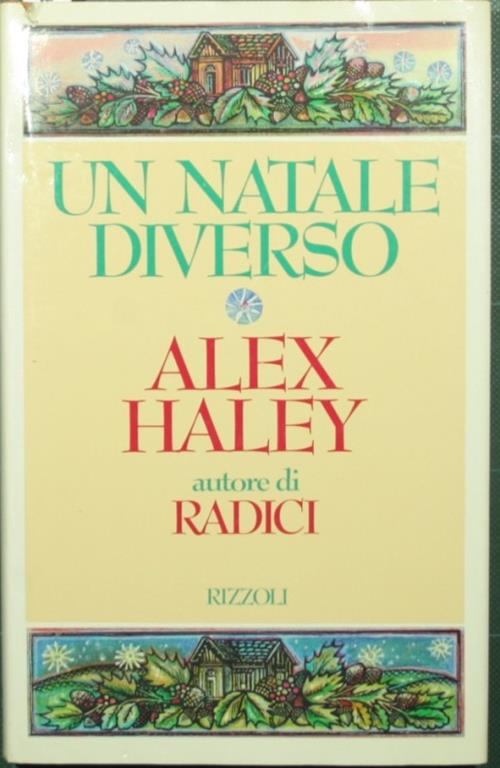 UN NATALE
DIVERSO
ALEX
HALEY
autore di
RADICI
RIZZOLI